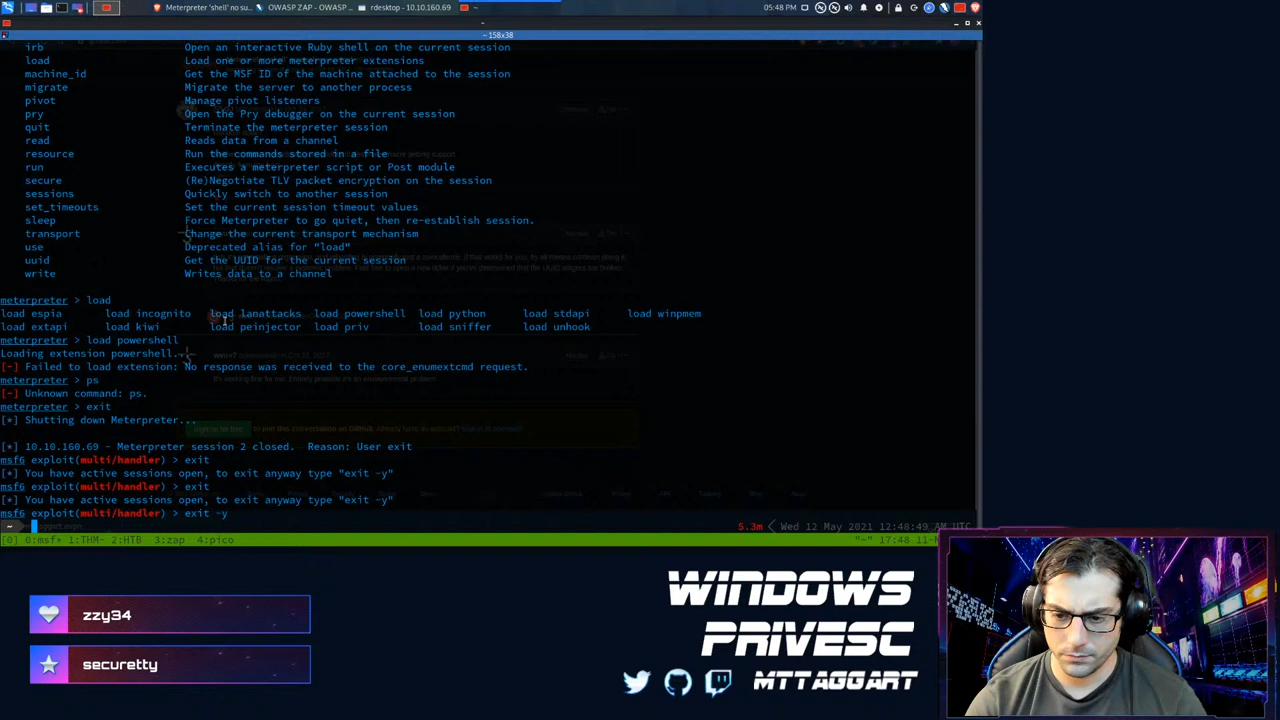 Meterpreter 'shell' no su...
OWASP ZAP - OWASP ...
rdesktop - 10.10.160.69
~
05:48 PM
~
~158x38
irb Open an interactive Ruby shell on the current session
load Load one or more meterpreter extensions
machine_id Get the MSF ID of the machine attached to the session
migrate Migrate the server to another process
pivot Manage pivot listeners
pry Open the Pry debugger on the current session
quit Terminate the meterpreter session
read Reads data from a channel
resource Run the commands stored in a file
run Executes a meterpreter script or Post module
secure (Re)Negotiate TLV packet encryption on the session
sessions Quickly switch to another session
set_timeouts Set the current session timeout values
sleep Force Meterpreter to go quiet, then re-establish session.
transport Change the current transport mechanism
use Deprecated alias for "load"
uuid Get the UUID for the current session
write Writes data to a channel
meterpreter > load
load espia load incognito load lanattacks load powershell load python load stdapi load winpmem
load extapi load kiwi load peinjector load priv load sniffer load unhook
meterpreter > load powershell
Loading extension powershell...
[-] Failed to load extension: No response was received to the core_enumextcmd request.
meterpreter > ps
[-] Unknown command: ps.
meterpreter > exit
[*] Shutting down Meterpreter...
[*] 10.10.160.69 - Meterpreter session 2 closed. Reason: User exit
msf6 exploit(multi/handler) > exit
[*] You have active sessions open, to exit anyway type "exit -y"
msf6 exploit(multi/handler) > exit
[*] You have active sessions open, to exit anyway type "exit -y"
msf6 exploit(multi/handler) > exit -y
~ 5.3m Wed 12 May 2021 12:48:49 AM UTC
[0] 0:msf* 1:THM- 2:HTB 3:zap 4:pico "~" 17:48 11-
zzy34
securetty
WINDOWS
PRIVESC
MTTAGGART